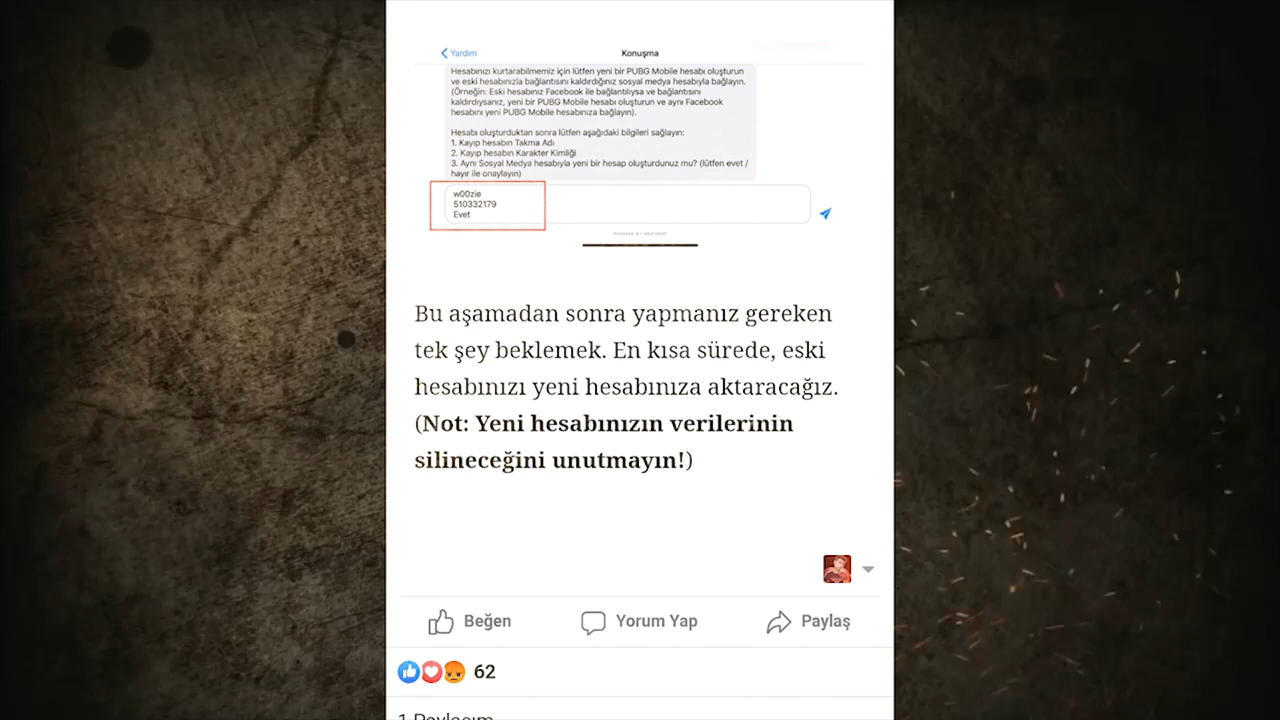 Yardım
Konuşma
Hesabınızı kurtarabilmemiz için lütfen yeni bir PUBG Mobile hesabı oluşturun
ve eski hesabınızla bağlantısını kaldırdığınız sosyal medya hesabıyla bağlayın.
(Örneğin: Eski hesabınız Facebook ile bağlantılıysa ve bağlantısını
kaldırdıysanız, yeni bir PUBG Mobile hesabı oluşturun ve aynı Facebook
hesabını yeni PUBG Mobile hesabınıza bağlayın).
Hesabı oluşturduktan sonra lütfen aşağıdaki bilgileri sağlayın:
1. Kayıp hesabın Takma Adı
2. Kayıp hesabın Karakter Kimliği
3. Aynı Sosyal Medya hesabıyla yeni bir hesap oluşturdunuz mu? (lütfen evet /
hayır ile onaylayın)
w00zie
510332179
Evet
Bu aşamadan sonra yapmanız gereken
tek şey beklemek. En kısa sürede, eski
hesabınızı yeni hesabınıza aktaracağız.
(Not: Yeni hesabınızın verilerinin
silineceğini unutmayın!)
Beğen
Yorum Yap
Paylaş
62
1 Paylaşım